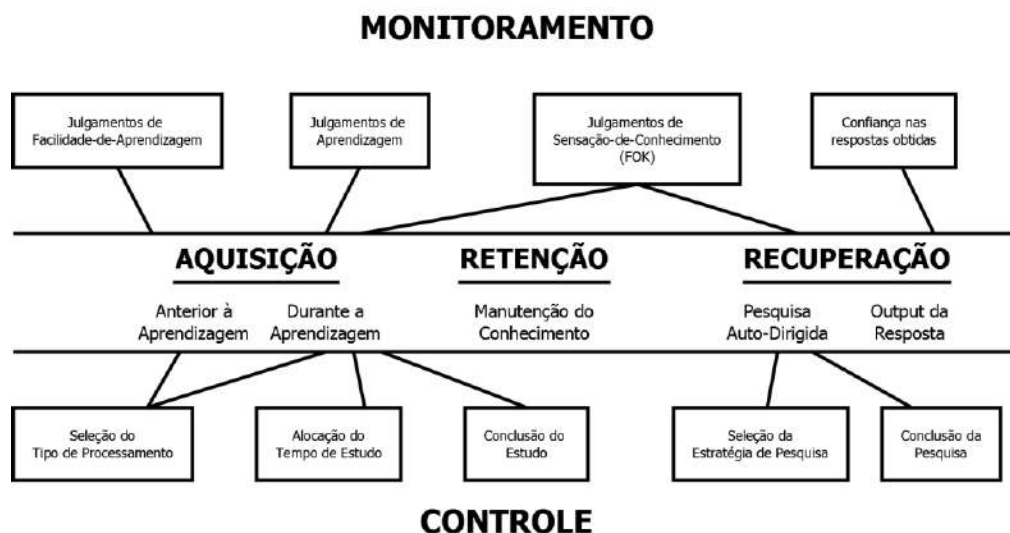 MONITORAMENTO
Julgamentos de
Facilidade-de-Aprendizagem
Julgamentos de
Aprendizagem
Julgamentos de
Sensação-de-Conhecimento
(FOK)
Confiança nas
respostas obtidas
AQUISIÇÃO
RETENÇÃO
RECUPERAÇÃO
Anterior à
Aprendizagem
Durante a
Aprendizagem
Manutenção do
Conhecimento
Pesquisa
Auto-Dirigida
Output da
Resposta
Seleção do
Tipo de Processamento
Alocação do
Tempo de Estudo
Conclusão do
Estudo
Seleção da
Estratégia de Pesquisa
Conclusão da
Pesquisa
CONTROLE